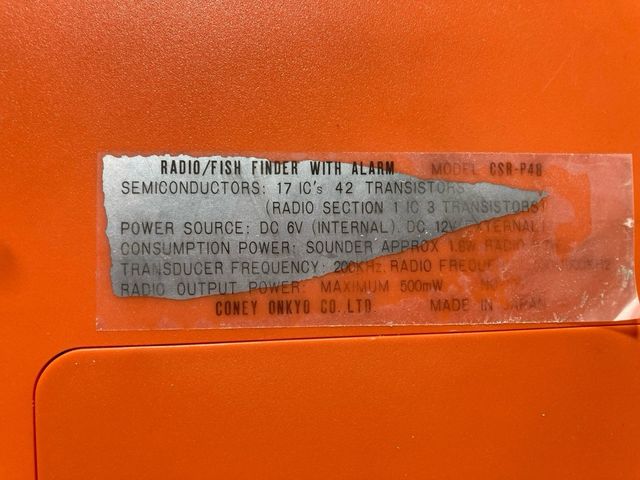 RADIO/FISH FINDER WITH ALARM MODEL CSR-P48
SEMICONDUCTORS: 17 IC's 42 TRANSISTORS
(RADIO SECTION 1 IC 3 TRANSISTORS)
POWER SOURCE: DC 6V (INTERNAL), DC 12V (EXTERNAL)
CONSUMPTION POWER: SOUNDER APPROX 1.8W RADIO
TRANSDUCER FREQUENCY: 200KHz, RADIO
RADIO OUTPUT POWER: MAXIMUM 500mW
CONEY ONKYO CO., LTD. MADE IN JAPAN